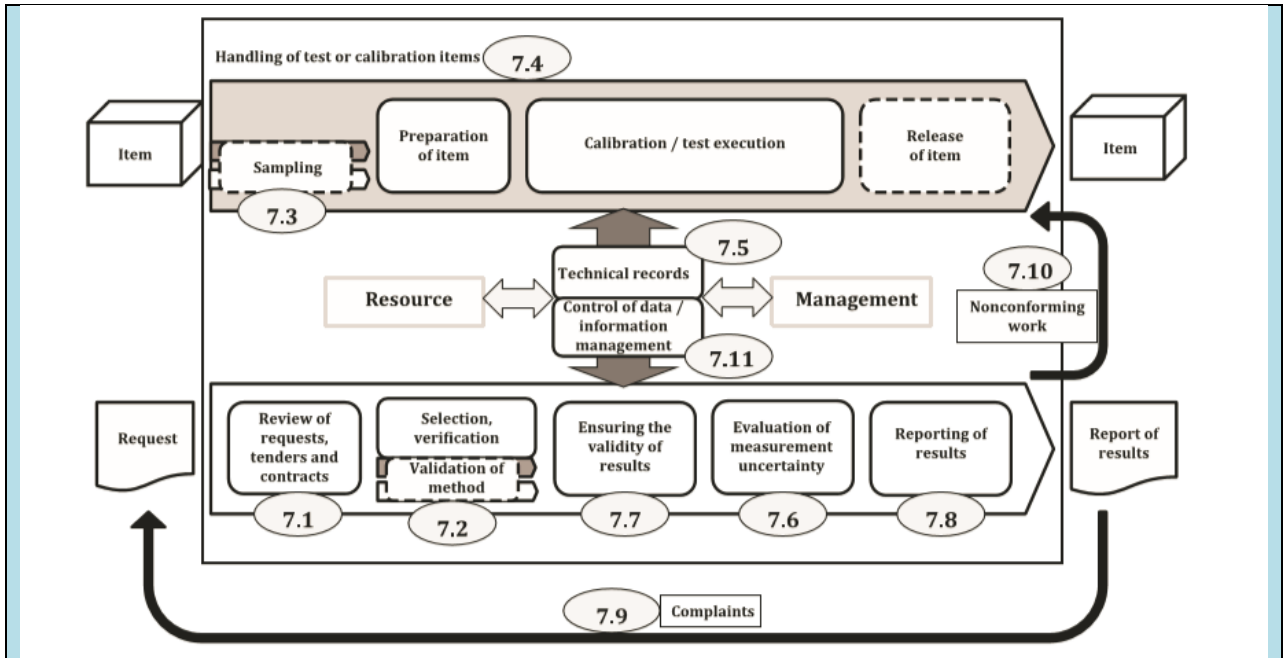 Handling of test or calibration items
7.4
Item
Sampling
7.3
Preparation
of item
Calibration / test execution
Release
of item
Item
7.5
Technical records
Resource
Control of data /
information
management
7.11
Management
7.10
Nonconforming
work
Request
Review of
requests,
tenders and
contracts
7.1
Selection,
verification
Validation of
method
7.2
Ensuring the
validity of
results
7.7
Evaluation of
measurement
uncertainty
7.6
Reporting of
results
7.8
Report of
results
7.9
Complaints